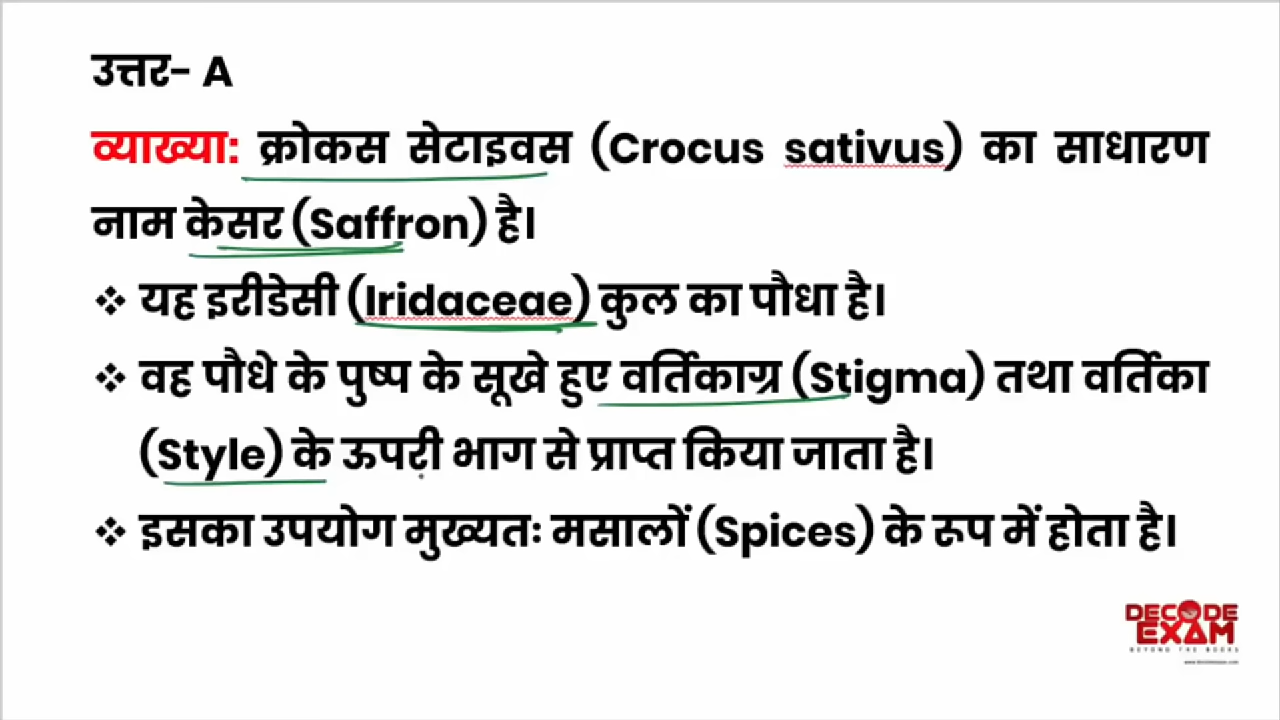 उत्तर- A
व्याख्या: क्रोकस सेटाइवस (Crocus sativus) का साधारण
नाम केसर (Saffron) है।
❖ यह इरीडेसी (Iridaceae) कुल का पौधा है।
❖ वह पौधे के पुष्प के सूखे हुए वर्तिकाग्र (Stigma) तथा वर्तिका
(Style) के ऊपरी भाग से प्राप्त किया जाता है।
❖ इसका उपयोग मुख्यतः मसालों (Spices) के रूप में होता है।
DECODE
EXAM
BEYOND THE BOOKS